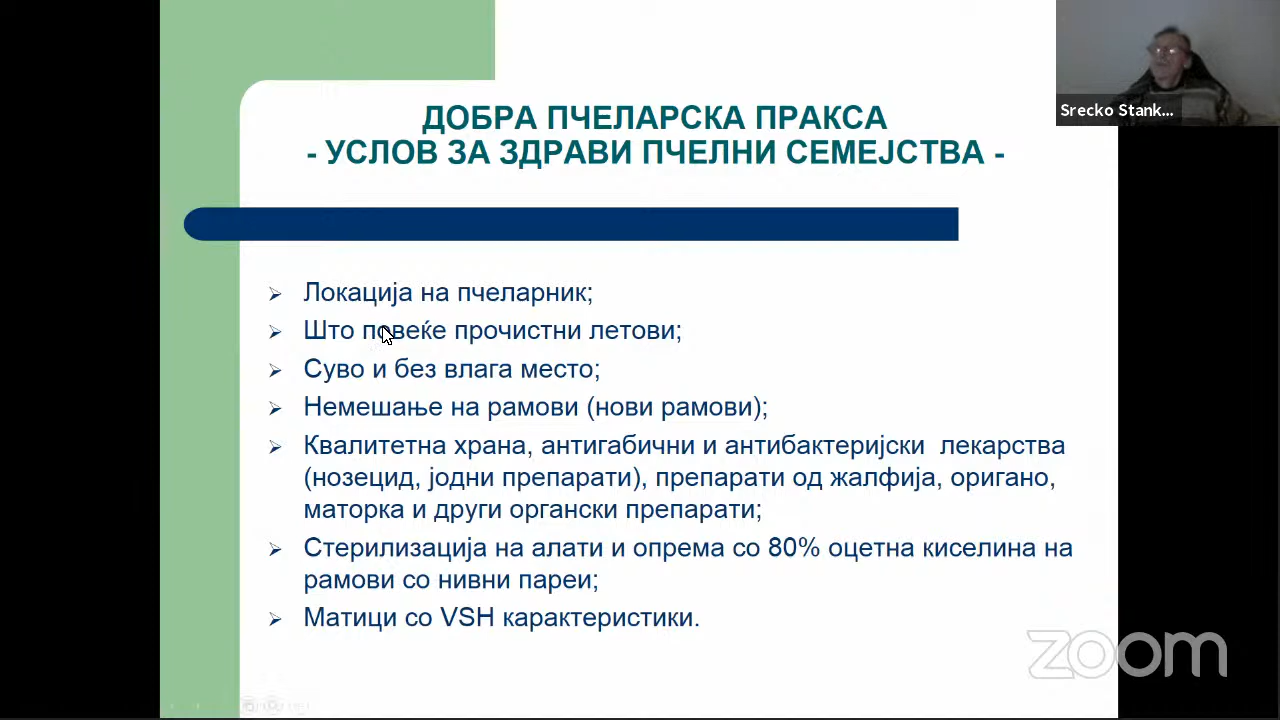 ДОБРА ПЧЕЛАРСКА ПРАКСА
- УСЛОВ ЗА ЗДРАВИ ПЧЕЛНИ СЕМЕЈСТВА -
Srecko Stank...
Локација на пчеларник;
Што повеќе прочистни летови;
Суво и без влага место;
Немешање на рамови (нови рамови);
Квалитетна храна, антигабични и антибактеријски лекарства
(нозецид, јодни препарати), препарати од жалфија, оригано,
маторка и други органски препарати;
Стерилизација на алати и опрема со 80% оцетна киселина на
рамови со нивни пареи;
Матици со VSH карактеристики.
zoom